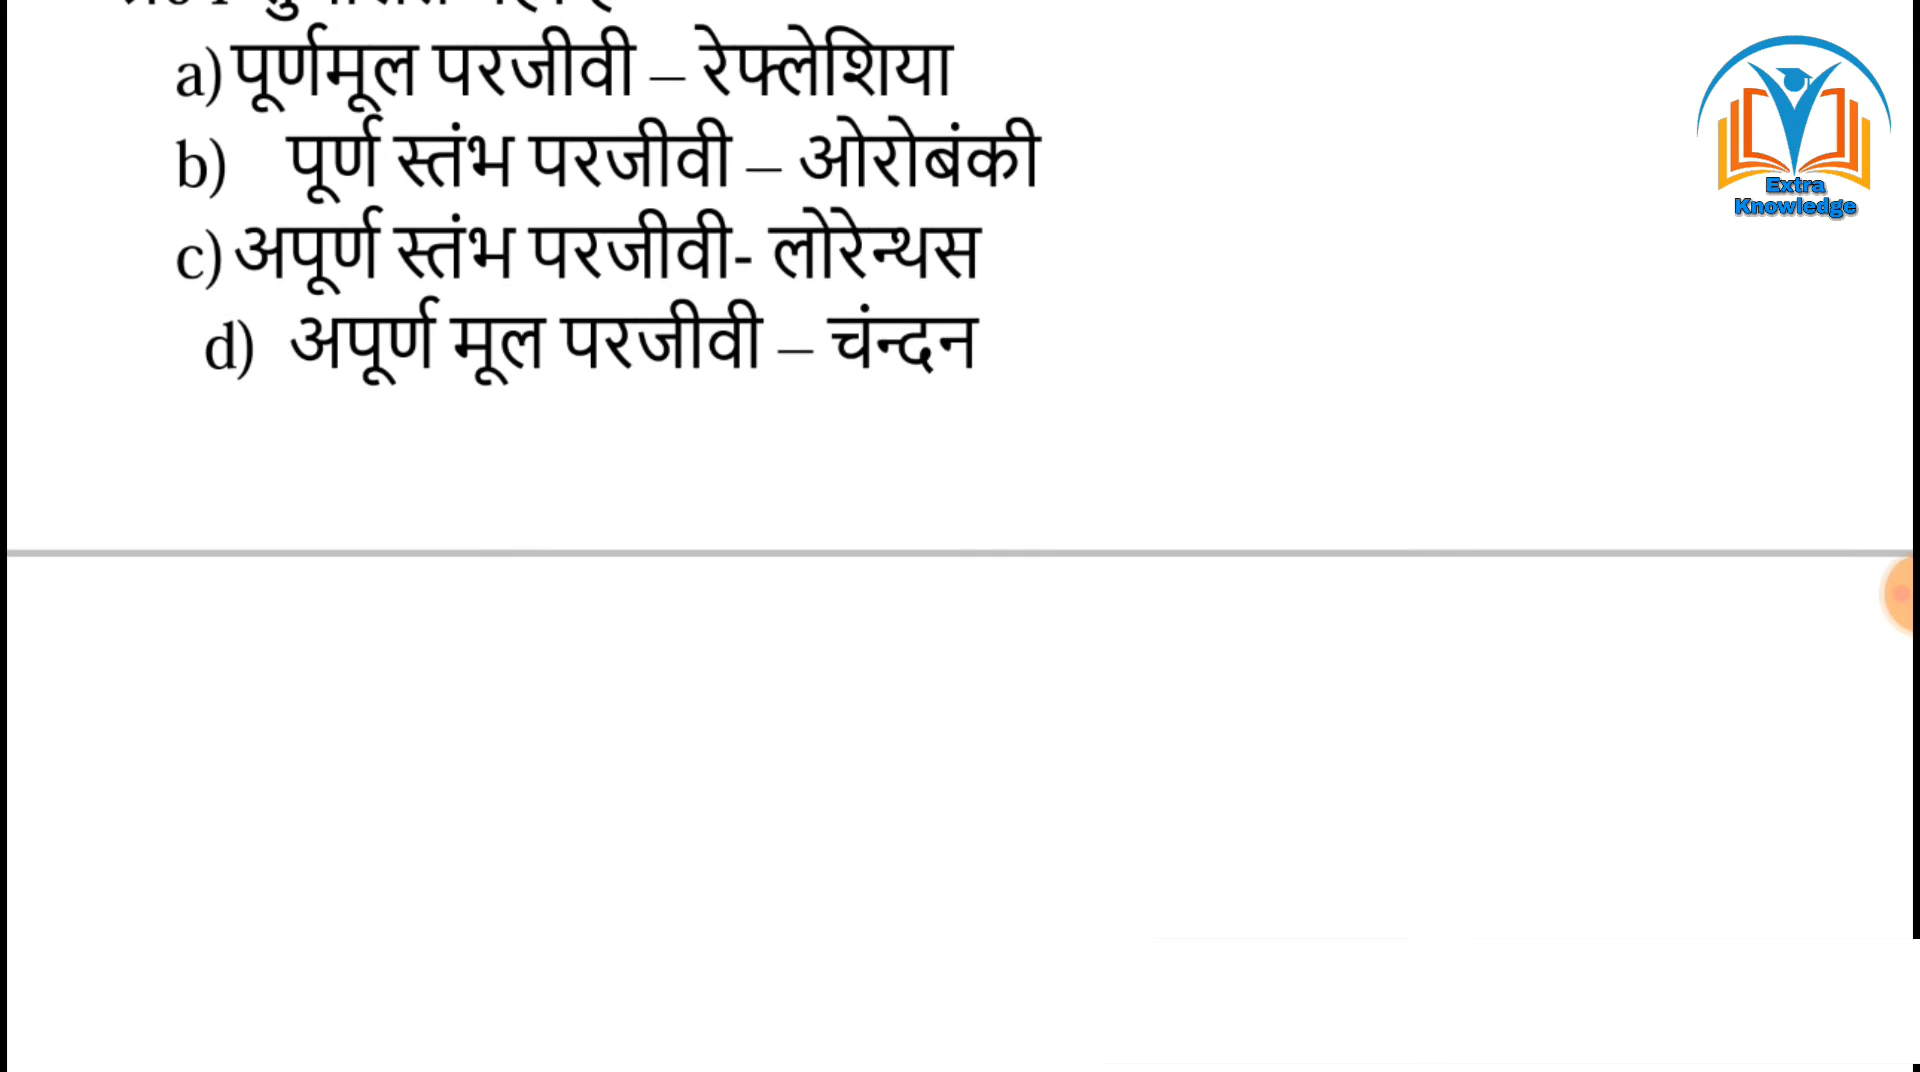 a) पूर्णमूल परजीवी – रेफ्लेशिया
b) पूर्ण स्तंभ परजीवी – ओरोबंकी
c) अपूर्ण स्तंभ परजीवी- लोरेन्थस
d) अपूर्ण मूल परजीवी – चंन्दन
Extra
Knowledge